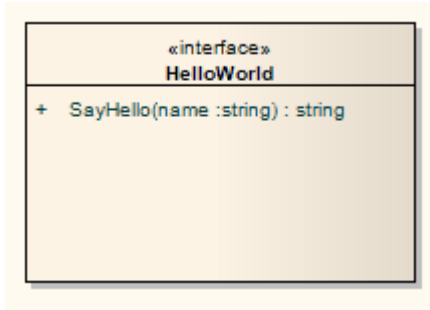 «interface»
HelloWorld
+ SayHello(name :string) : string